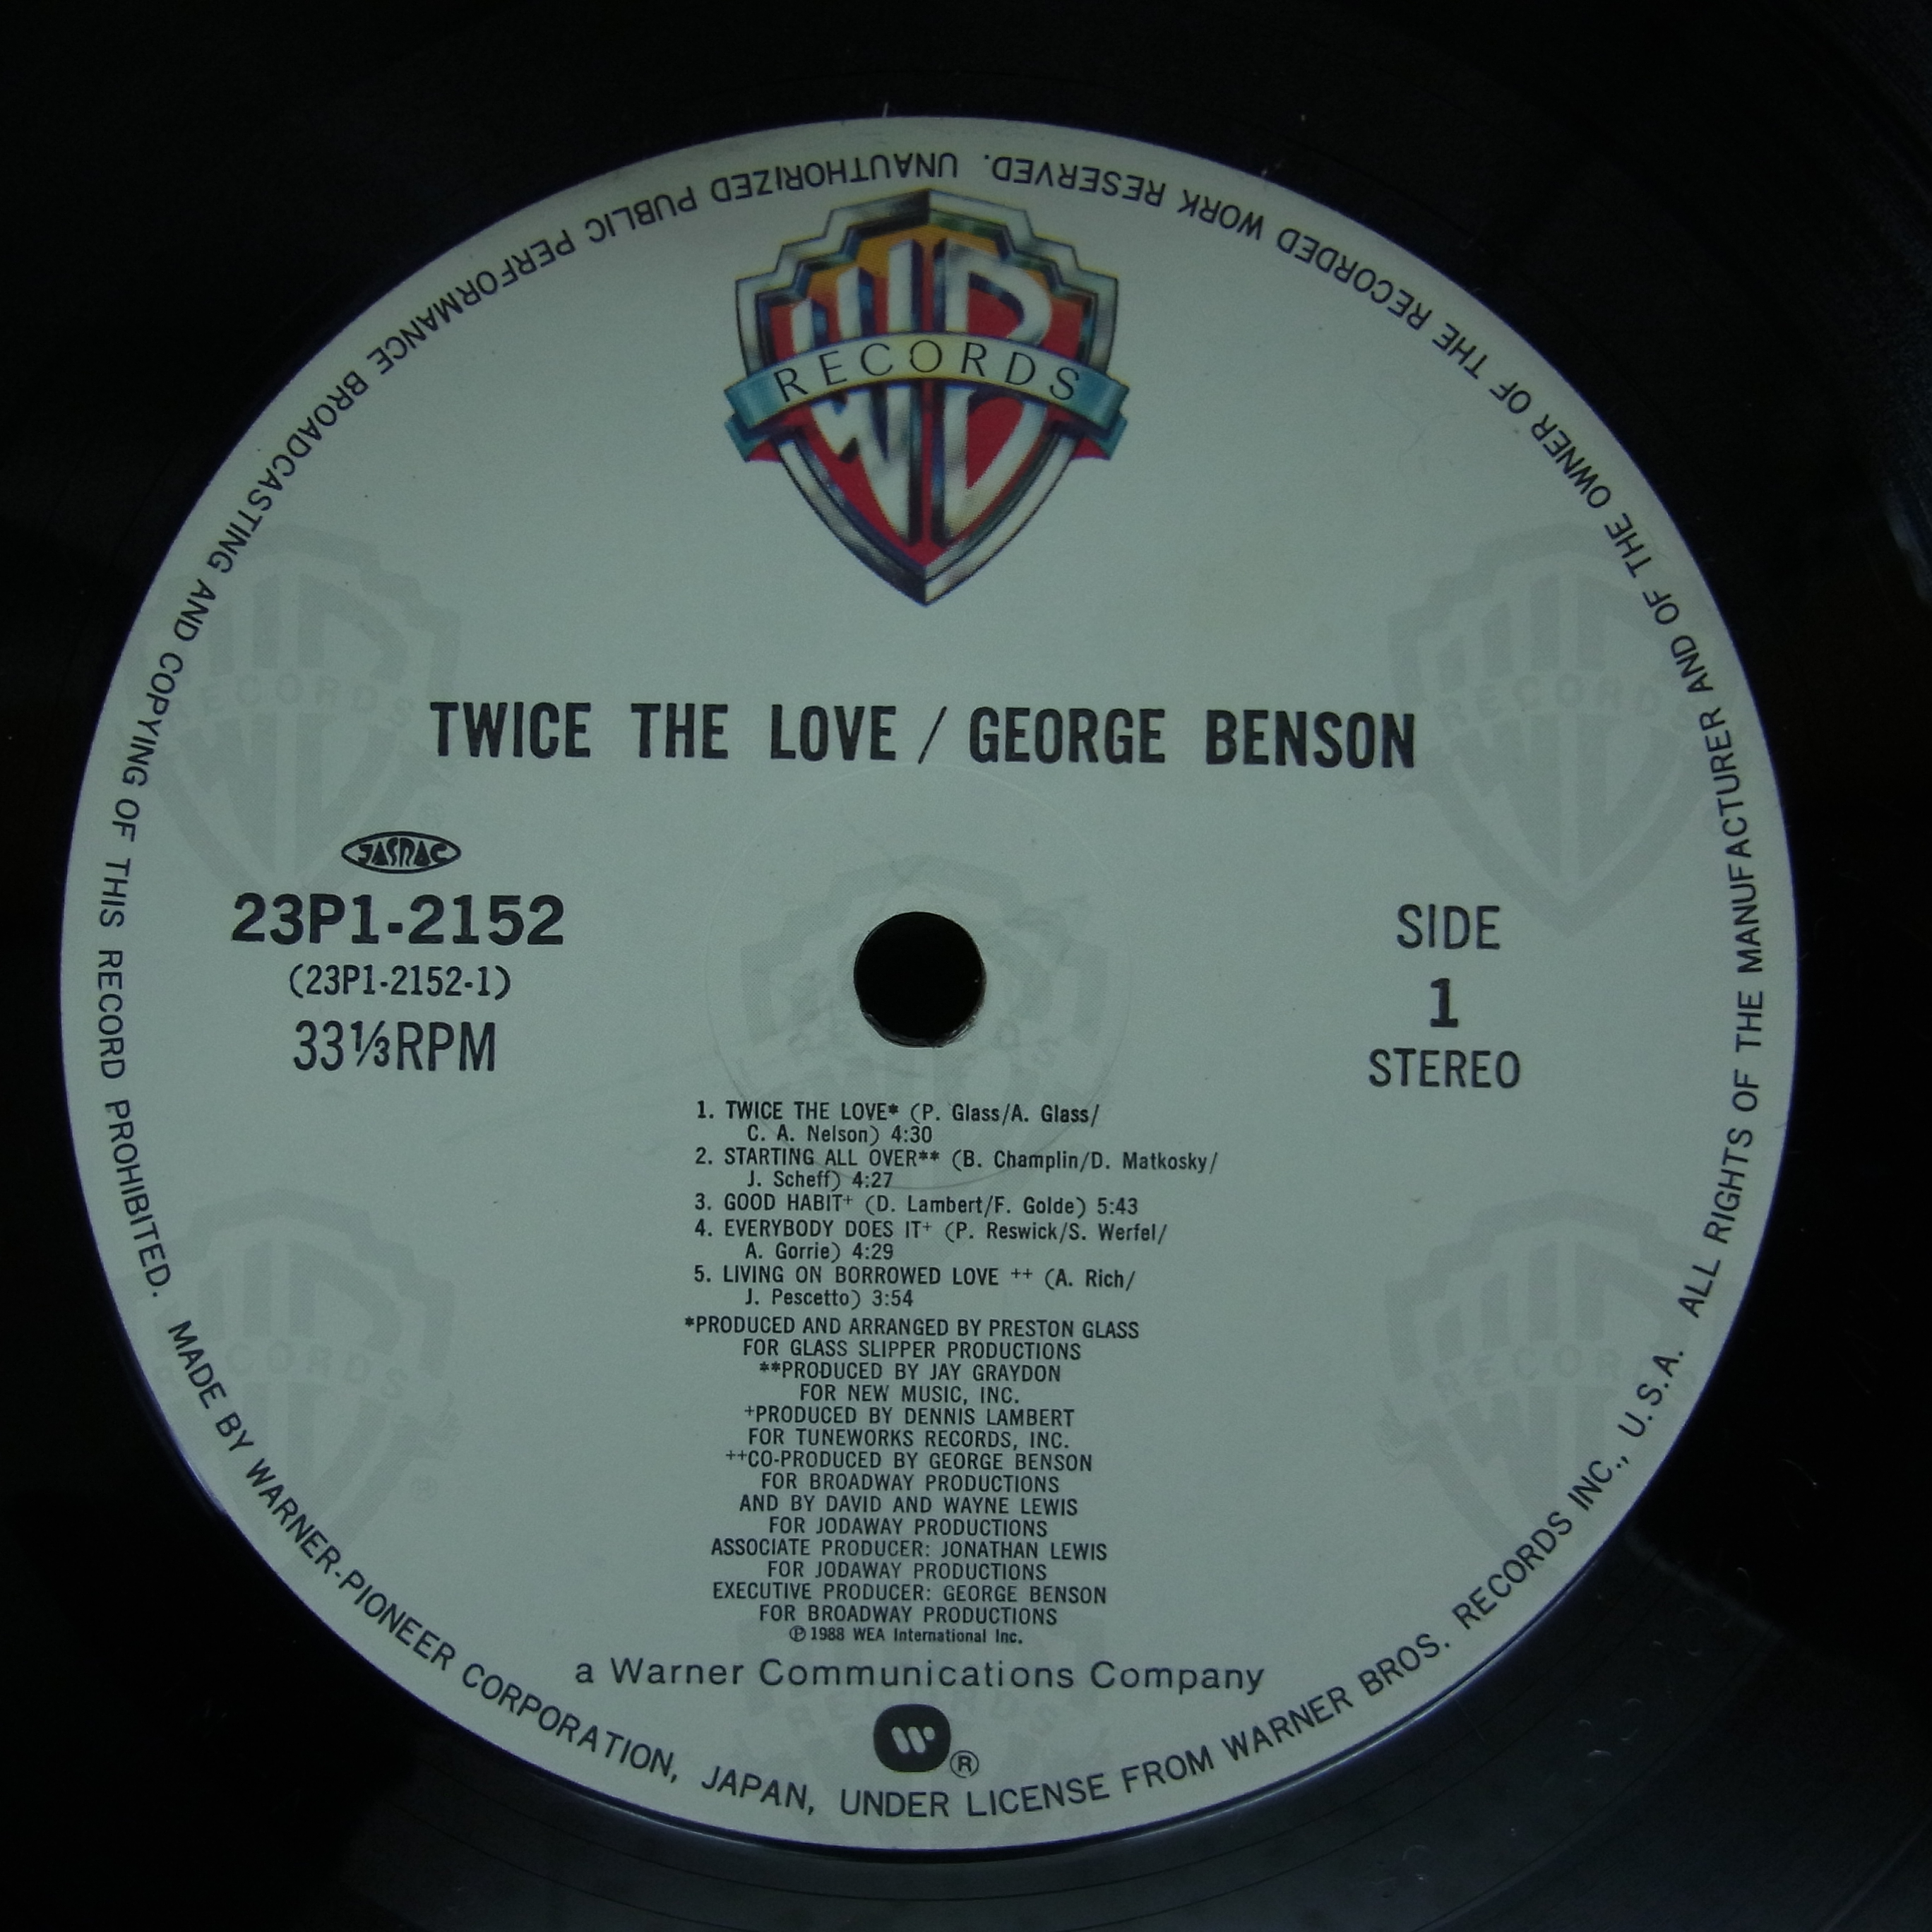 WB
RECORDS
TWICE THE LOVE / GEORGE BENSON
JASRAC
23P1-2152
(23P1-2152-1)
33⅓RPM
SIDE
1
STEREO
1. TWICE THE LOVE* (P. Glass/A. Glass/
C. A. Nelson) 4:30
2. STARTING ALL OVER** (B. Champlin/D. Matkosky/
J. Scheff) 4:27
3. GOOD HABIT+ (D. Lambert/F. Golde) 5:43
4. EVERYBODY DOES IT+ (P. Reswick/S. Werfel/
A. Gorrie) 4:29
5. LIVING ON BORROWED LOVE ++ (A. Rich/
J. Pescetto) 3:54
*PRODUCED AND ARRANGED BY PRESTON GLASS
FOR GLASS SLIPPER PRODUCTIONS
**PRODUCED BY JAY GRAYDON
FOR NEW MUSIC, INC.
+PRODUCED BY DENNIS LAMBERT
FOR TUNEWORKS RECORDS, INC.
++CO-PRODUCED BY GEORGE BENSON
FOR BROADWAY PRODUCTIONS
AND BY DAVID AND WAYNE LEWIS
FOR JODAWAY PRODUCTIONS
ASSOCIATE PRODUCER: JONATHAN LEWIS
FOR JODAWAY PRODUCTIONS
EXECUTIVE PRODUCER: GEORGE BENSON
FOR BROADWAY PRODUCTIONS
℗ 1988 WEA International Inc.
a Warner Communications Company
®
MADE BY WARNER-PIONEER CORPORATION, JAPAN, UNDER LICENSE FROM WARNER BROS. RECORDS INC., U.S.A. ALL RIGHTS OF THE MANUFACTURER AND OF THE OWNER OF THE RECORDED WORK RESERVED. UNAUTHORIZED PUBLIC PERFORMANCE BROADCASTING AND COPYING OF THIS RECORD PROHIBITED.